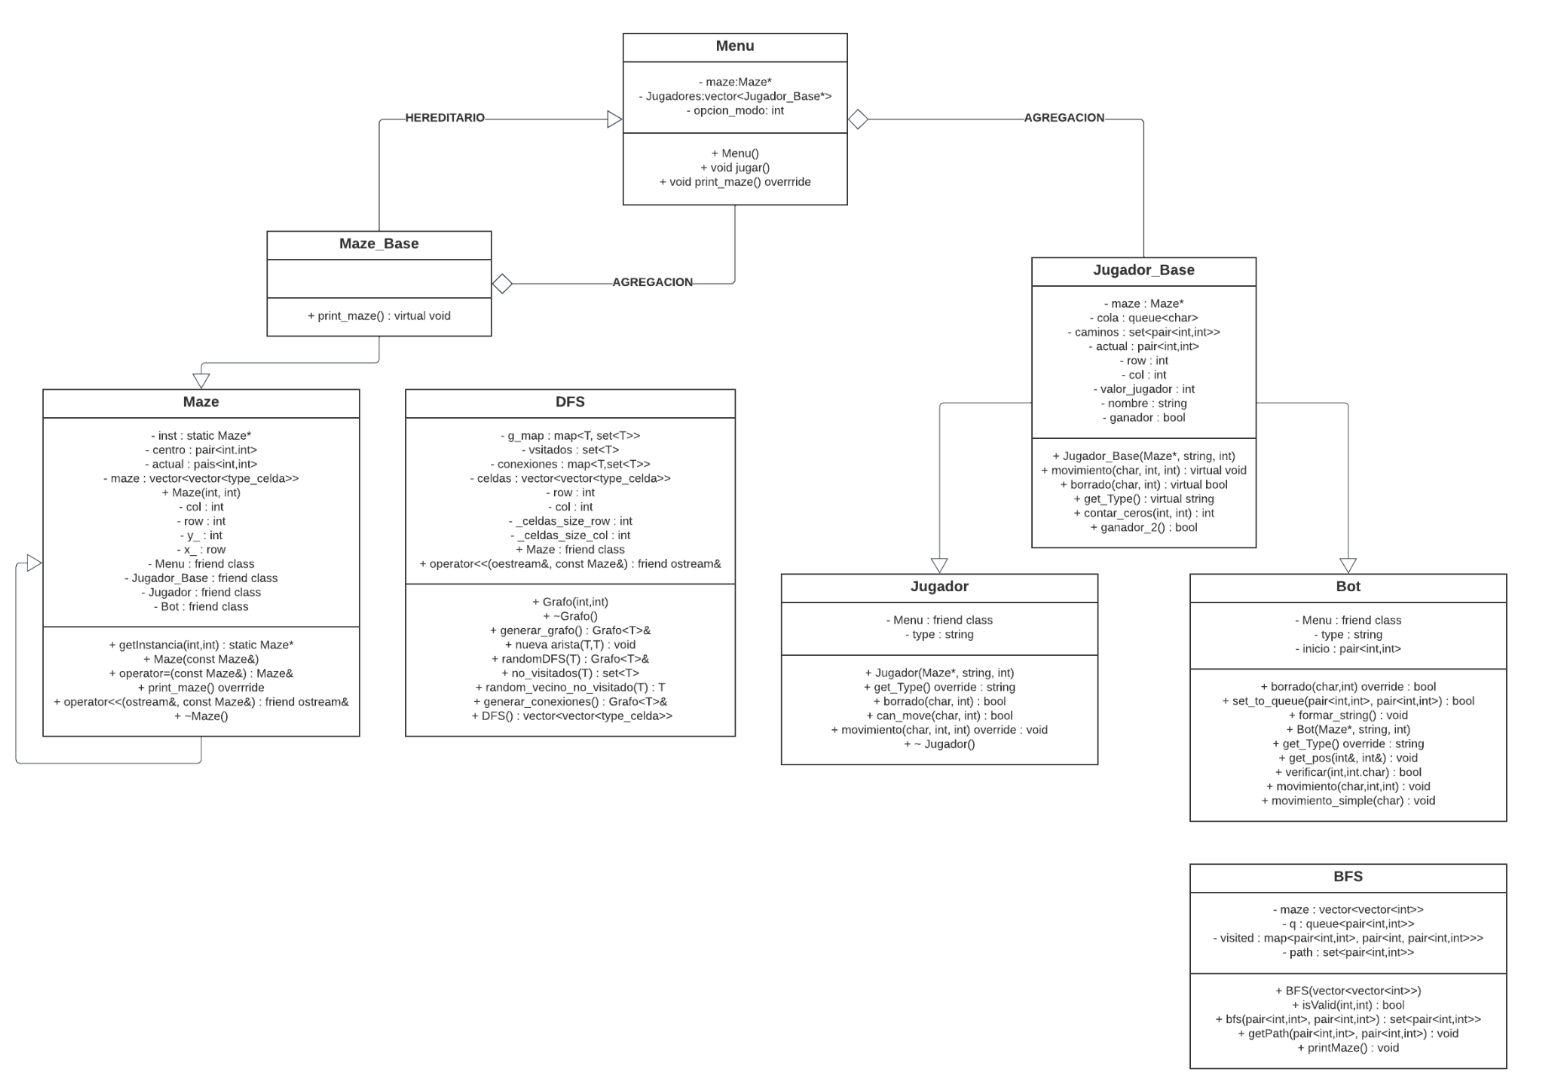 Menu
- maze:Maze*
- Jugadores:vector<Jugador_Base*>
- opcion_modo: int
+ Menu()
+ void jugar()
+ void print_maze() overrride
HEREDITARIO
AGREGACION
Maze_Base
+ print_maze() : virtual void
AGREGACION
Jugador_Base
- maze : Maze*
- cola : queue<char>
- caminos : set<pair<int,int>>
- actual : pair<int,int>
- row : int
- col : int
- valor_jugador : int
- nombre : string
- ganador : bool
+ Jugador_Base(Maze*, string, int)
+ movimiento(char, int, int) : virtual void
+ borrado(char, int) : virtual bool
+ get_Type() : virtual string
+ contar_ceros(int, int) : int
+ ganador_2() : bool
Maze
- inst : static Maze*
- centro : pair<int.int>
- actual : pais<int,int>
- maze : vector<vector<type_celda>>
+ Maze(int, int)
- col : int
- row : int
- y_ : int
- x_ : row
- Menu : friend class
- Jugador_Base : friend class
- Jugador : friend class
- Bot : friend class
+ getInstancia(int,int) : static Maze*
+ Maze(const Maze&)
+ operator=(const Maze&) : Maze&
+ print_maze() overrride
+ operator<<(ostream&, const Maze&) : friend ostream&
+ ~Maze()
DFS
- g_map : map<T, set<T>>
- vsitados : set<T>
- conexiones : map<T,set<T>>
- celdas : vector<vector<type_celda>>
- row : int
- col : int
- _celdas_size_row : int
- _celdas_size_col : int
+ Maze : friend class
+ operator<<(oestream&, const Maze&) : friend ostream&
+ Grafo(int,int)
+ ~Grafo()
+ generar_grafo() : Grafo<T>&
+ nueva arista(T,T) : void
+ randomDFS(T) : Grafo<T>&
+ no_visitados(T) : set<T>
+ random_vecino_no_visitado(T) : T
+ generar_conexiones() : Grafo<T>&
+ DFS() : vector<vector<type_celda>>
Jugador
- Menu : friend class
- type : string
+ Jugador(Maze*, string, int)
+ get_Type() override : string
+ borrado(char, int) : bool
+ can_move(char, int) : bool
+ movimiento(char, int, int) override : void
+ ~ Jugador()
Bot
- Menu : friend class
- type : string
- inicio : pair<int,int>
+ borrado(char,int) override : bool
+ set_to_queue(pair<int,int>, pair<int,int>) : bool
+ formar_string() : void
+ Bot(Maze*, string, int)
+ get_Type() override : string
+ get_pos(int&, int&) : void
+ verificar(int,int.char) : bool
+ movimiento(char,int,int) : void
+ movimiento_simple(char) : void
BFS
- maze : vector<vector<int>>
- q : queue<pair<int,int>>
- visited : map<pair<int,int>, pair<int, pair<int,int>>>
- path : set<pair<int,int>>
+ BFS(vector<vector<int>>)
+ isValid(int,int) : bool
+ bfs(pair<int,int>, pair<int,int>) : set<pair<int,int>>
+ getPath(pair<int,int>, pair<int,int>) : void
+ printMaze() : void